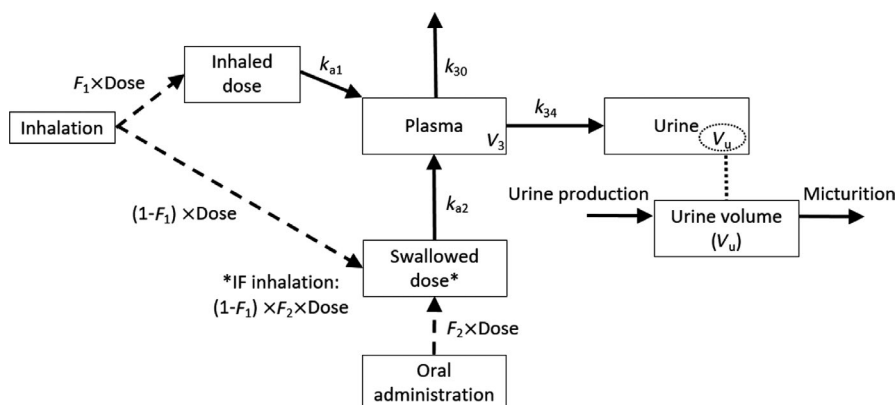 Inhalation
F₁×Dose
Inhaled
dose
kₐ₁
Plasma
V₃
k₃₀
k₃₄
Urine
Vᵤ
Urine production
Urine volume
(Vᵤ)
Micturition
(1-F₁) ×Dose
kₐ₂
*IF inhalation:
(1-F₁) ×F₂×Dose
Swallowed
dose*
F₂×Dose
Oral
administration